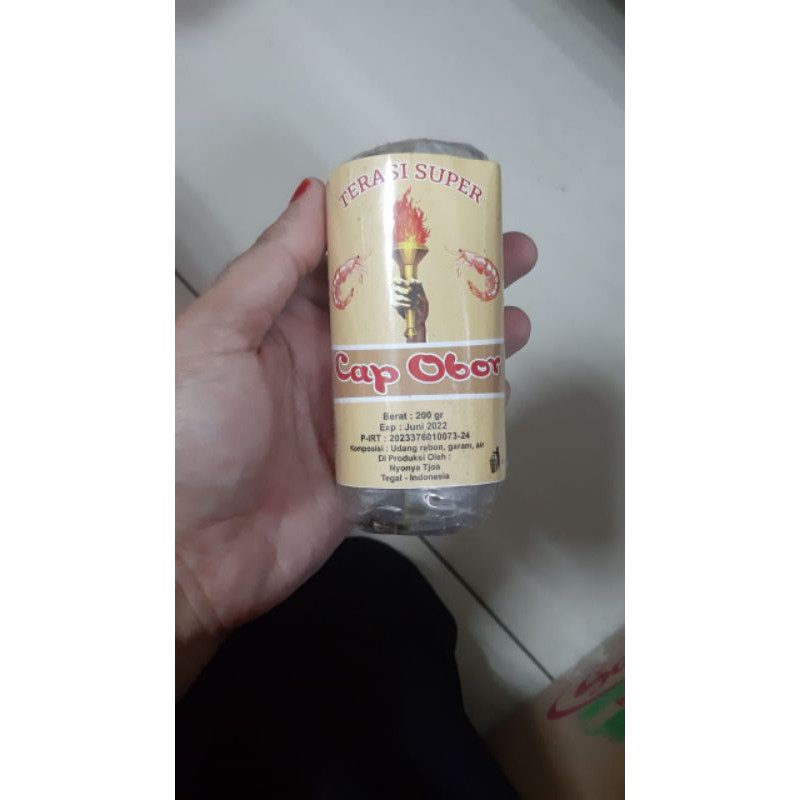 TERASI SUPER
Cap Obor
Berat : 200 gr
Exp : Juni 2022
P-IRT : 2023376010073-24
Komposisi : Udang rebon, garam, air
Di Produksi Oleh :
Nyonya Tjoa
Tegal - Indonesia